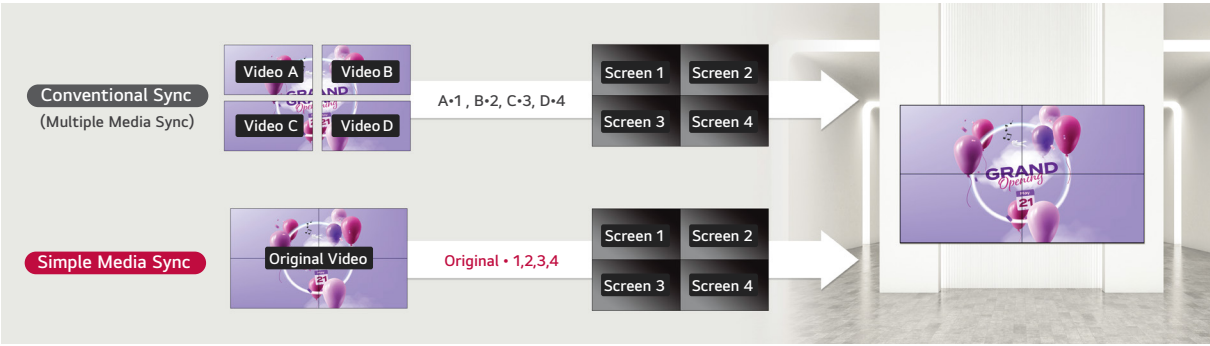 Conventional Sync
(Multiple Media Sync)
Video A
Video B
Video C
Video D
A•1 , B•2, C•3, D•4
Screen 1
Screen 2
Screen 3
Screen 4
GRAND
Opening
May
21
Simple Media Sync
Original Video
21
Original • 1,2,3,4
Screen 1
Screen 2
Screen 3
Screen 4